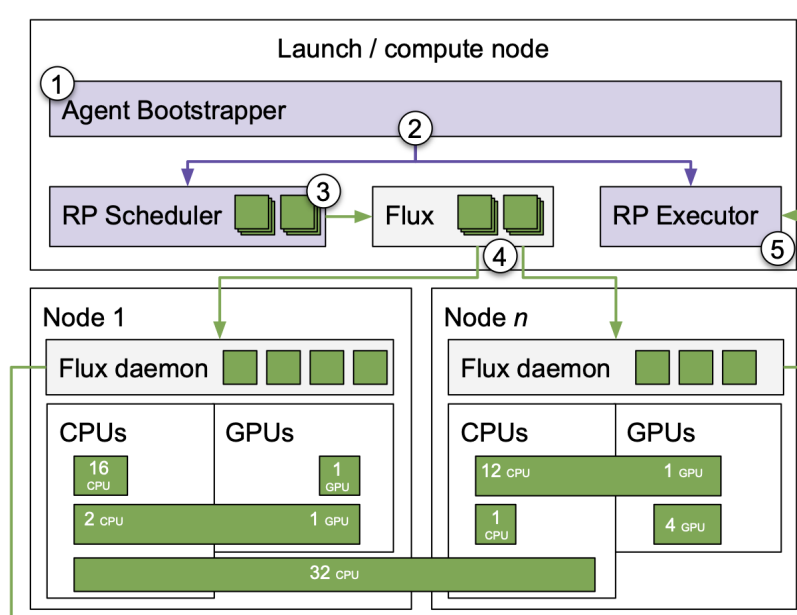 Launch / compute node
1
Agent Bootstrapper
2
RP Scheduler
3
Flux
4
RP Executor
5
Node 1
Flux daemon
CPUs
GPUs
16
CPU
1
GPU
2 CPU
1 GPU
32 CPU
Node n
Flux daemon
CPUs
GPUs
12 CPU
1 GPU
1
CPU
4 GPU